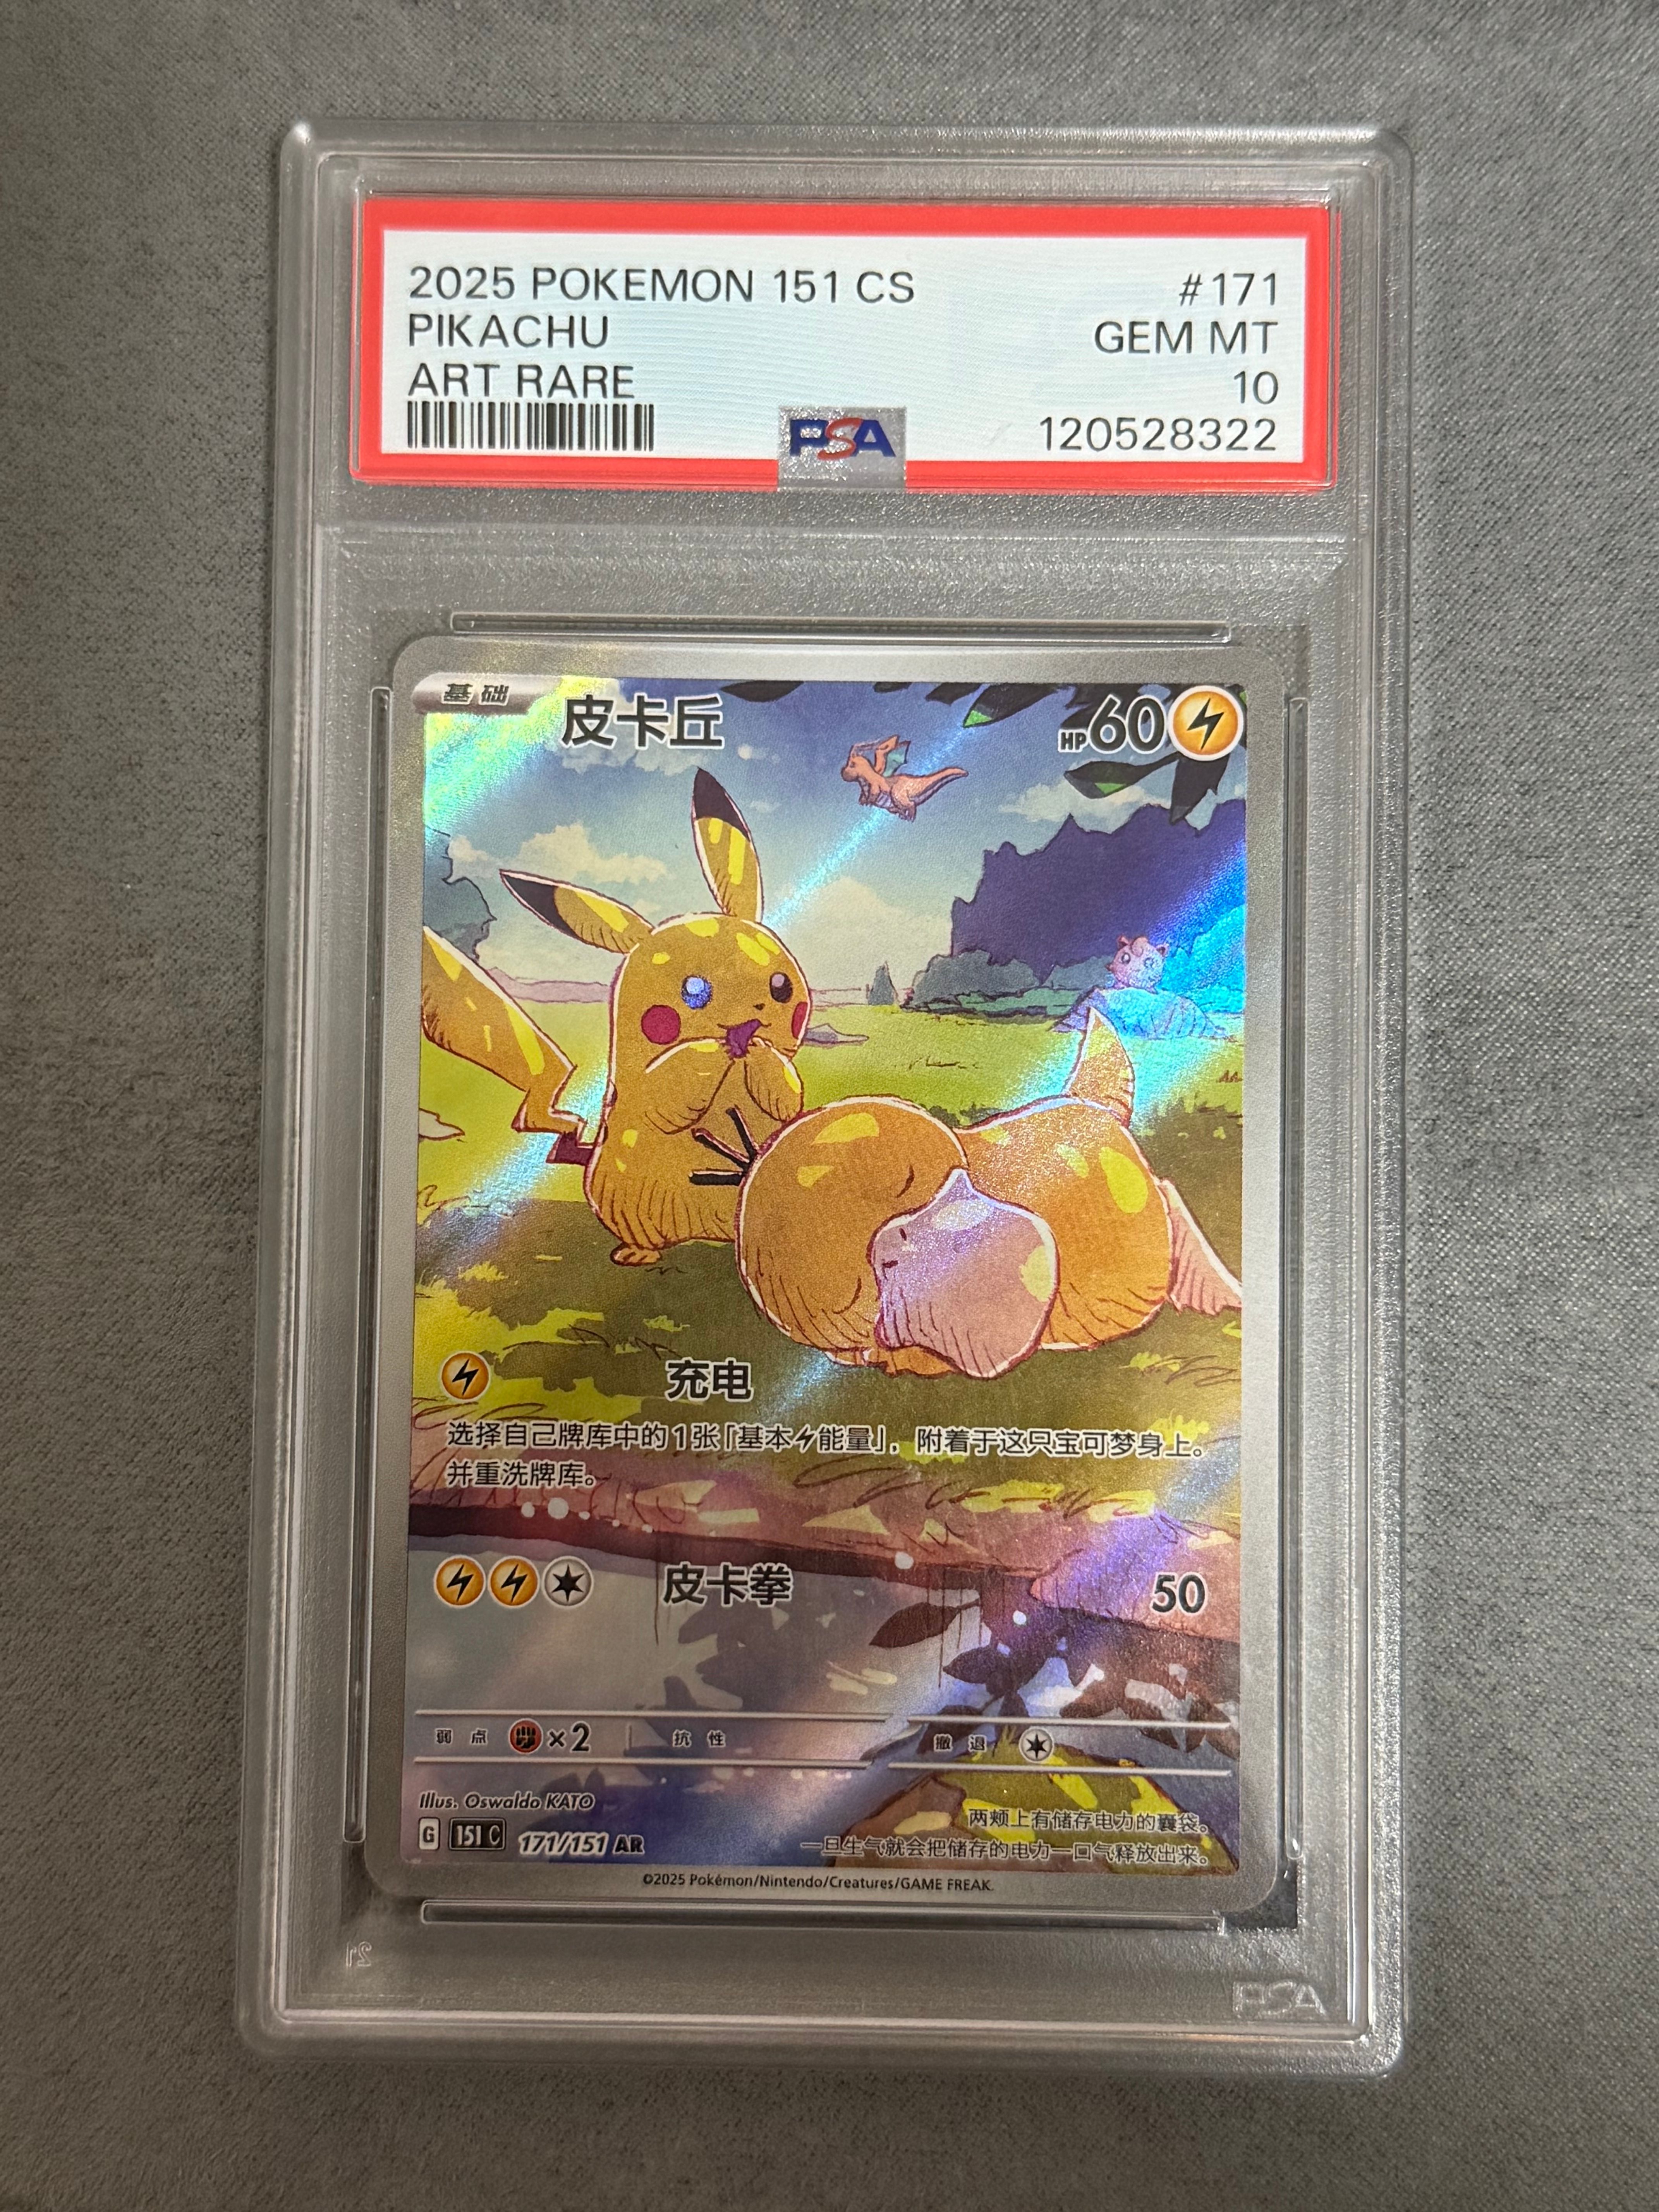 2025 POKEMON 151 CS #171
PIKACHU GEM MT
ART RARE 10
PSA 120528322
基础 皮卡丘 HP60
充电
选择自己牌库中的1张「基本能量」，附着于这只宝可梦身上。
并重洗牌库。
皮卡拳 50
弱点 ×2 抗性 撤退
Illus. Oswaldo KATO
两颊上有储存电力的囊袋。
G 151 C 171/151 AR
一旦生气就会把储存的电力一口气释放出来。
©2025 Pokémon/Nintendo/Creatures/GAME FREAK.
21
PSA